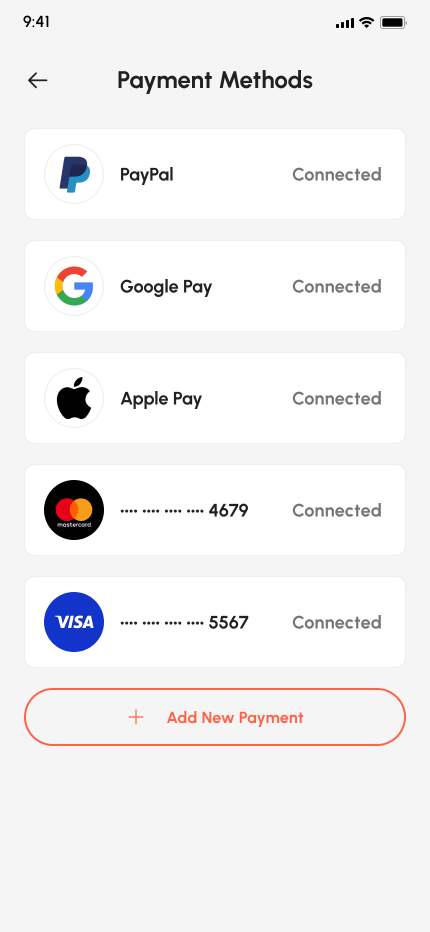 9:41
Payment Methods
PayPal Connected
Google Pay Connected
Apple Pay Connected
mastercard
•••• •••• •••• •••• 4679 Connected
VISA
•••• •••• •••• •••• 5567 Connected
Add New Payment